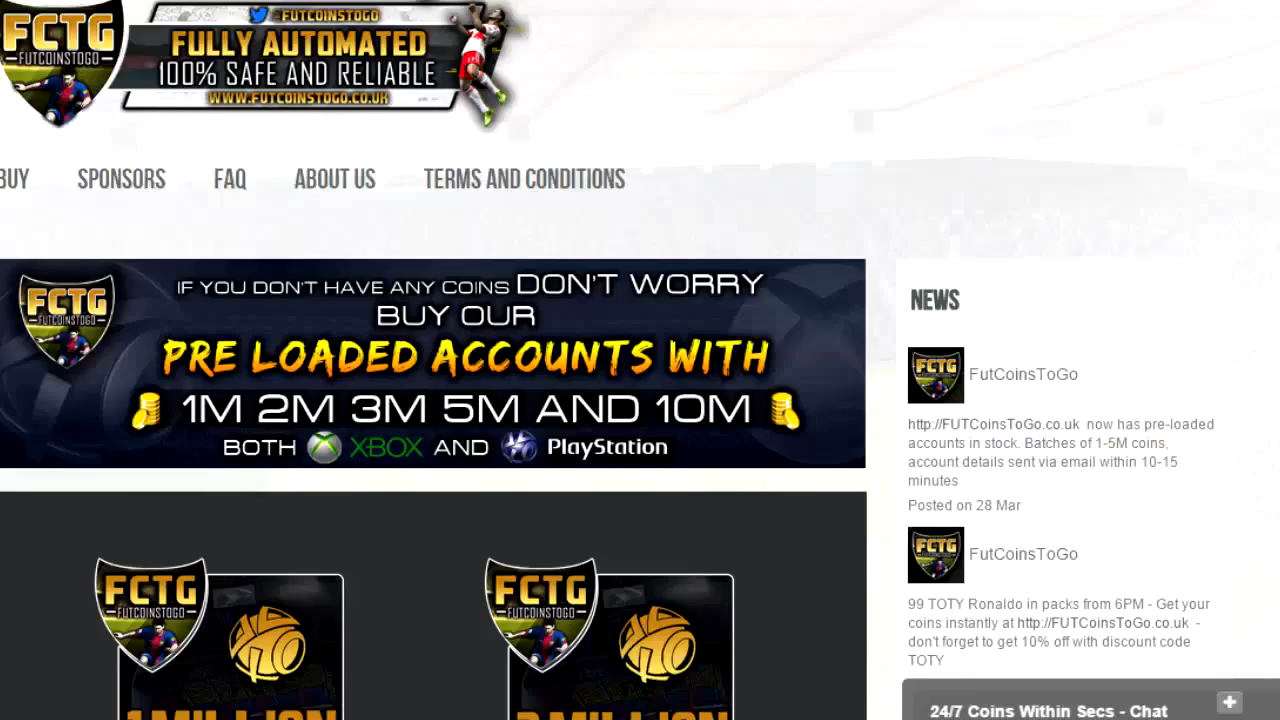 FCTG
FUTCOINSTOGO
@FUTCOINSTOGO
FULLY AUTOMATED
100% SAFE AND RELIABLE
WWW.FUTCOINSTOGO.CO.UK
BUY SPONSORS FAQ ABOUT US TERMS AND CONDITIONS
FCTG
FUTCOINSTOGO
IF YOU DON'T HAVE ANY COINS DON'T WORRY
BUY OUR
PRE LOADED ACCOUNTS WITH
1M 2M 3M 5M AND 10M
BOTH XBOX AND PlayStation
NEWS
FCTG
FutCoinsToGo
http://FUTCoinsToGo.co.uk now has pre-loaded
accounts in stock. Batches of 1-5M coins,
account details sent via email within 10-15
minutes
Posted on 28 Mar
FCTG
FutCoinsToGo
99 TOTY Ronaldo in packs from 6PM - Get your
coins instantly at http://FUTCoinsToGo.co.uk -
don't forget to get 10% off with discount code
TOTY
FCTG
FUTCOINSTOGO
1 MILLION
FCTG
FUTCOINSTOGO
2 MILLION
24/7 Coins Within Secs - Chat